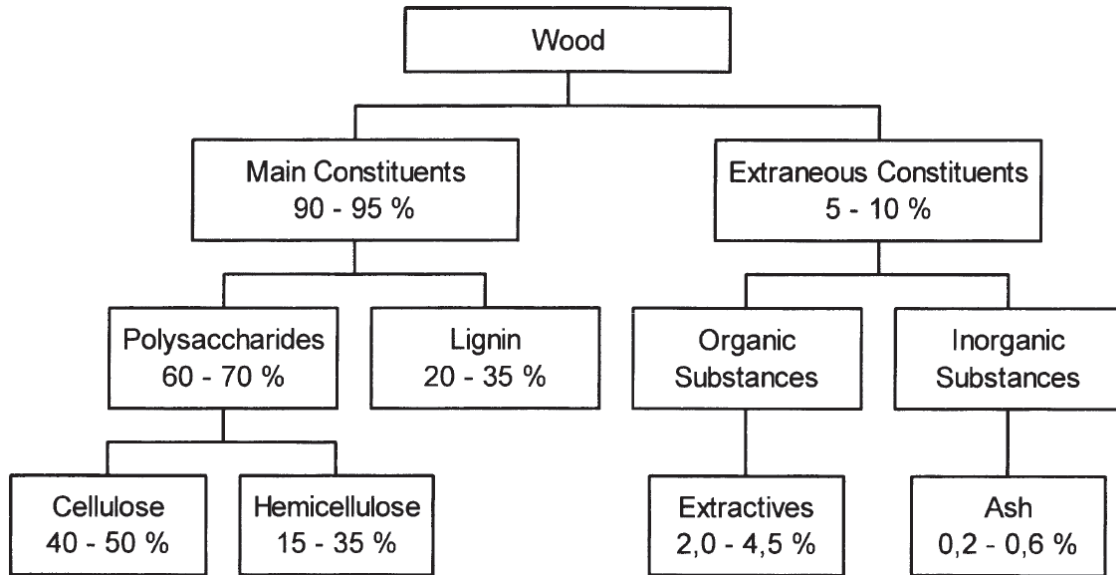 Wood
Main Constituents
90 - 95 %
Extraneous Constituents
5 - 10 %
Polysaccharides
60 - 70 %
Lignin
20 - 35 %
Organic
Substances
Inorganic
Substances
Cellulose
40 - 50 %
Hemicellulose
15 - 35 %
Extractives
2,0 - 4,5 %
Ash
0,2 - 0,6 %